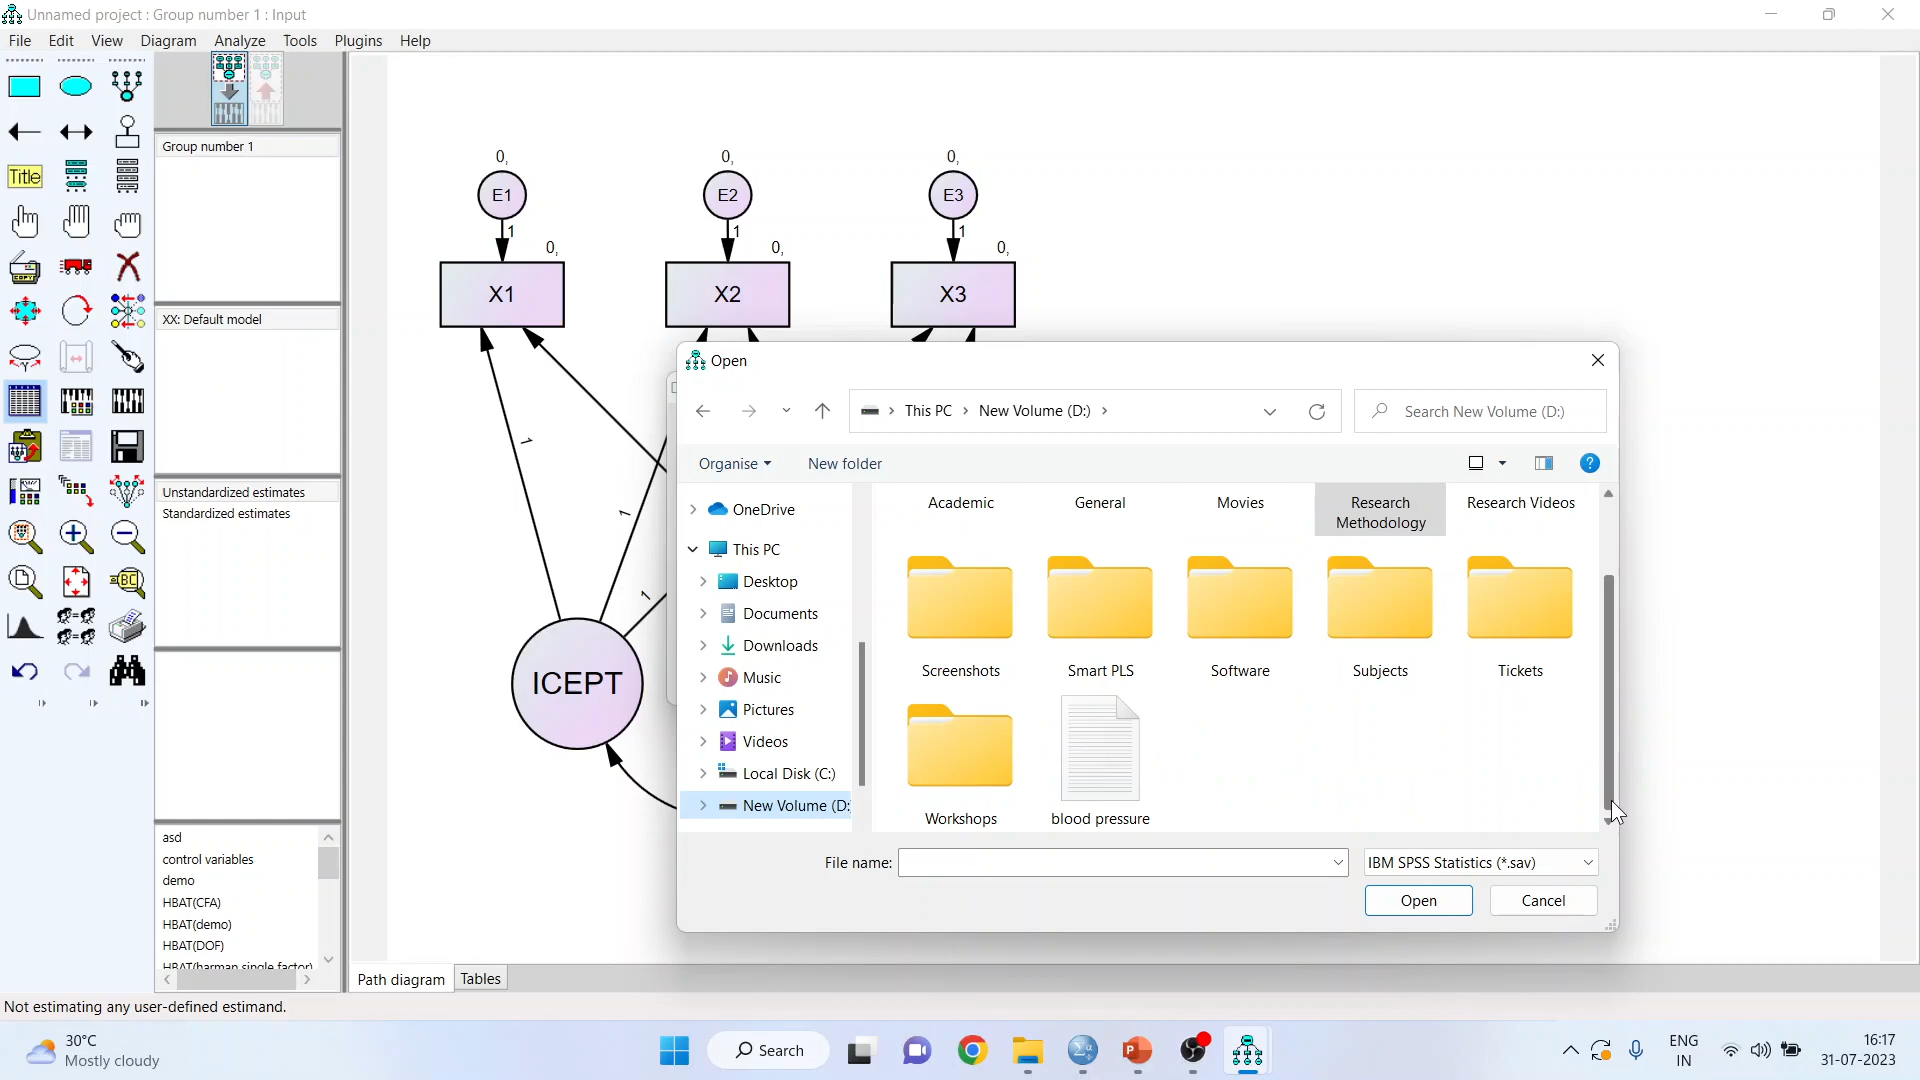 Unnamed project : Group number 1 : Input
File Edit View Diagram Analyze Tools Plugins Help
Title
Group number 1
XX: Default model
Unstandardized estimates
Standardized estimates
asd
control variables
demo
HBAT(CFA)
HBAT(demo)
HBAT(DOF)
HBAT(harman single factor)
0, 0, 0,
E1 E2 E3
1 1 1
0, 0, 0,
X1 X2 X3
1
1
1
ICEPT
Open
This PC New Volume (D:)
Search New Volume (D:)
Organise New folder
OneDrive
This PC
Desktop
Documents
Downloads
Music
Pictures
Videos
Local Disk (C:)
New Volume (D:
Academic General Movies Research Methodology Research Videos
Screenshots Smart PLS Software Subjects Tickets
Workshops blood pressure
File name: IBM SPSS Statistics (*.sav)
Open Cancel
Path diagram Tables
Not estimating any user-defined estimand.
30°C
Mostly cloudy
Search
ENG
IN
16:17
31-07-2023